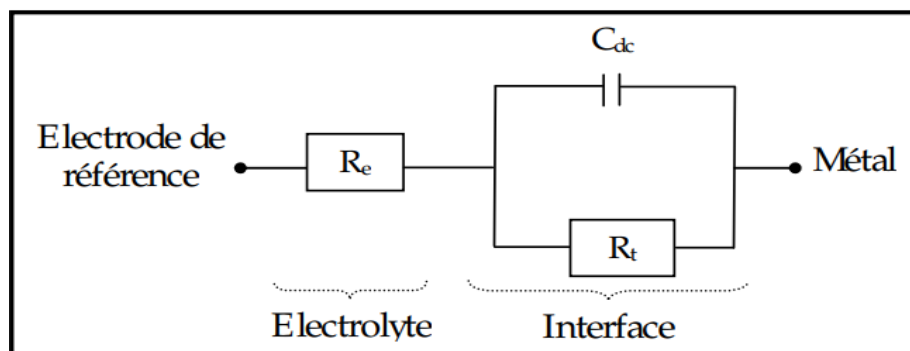 C_dc
Electrode de
référence
R_e
Métal
R_t
Electrolyte
Interface